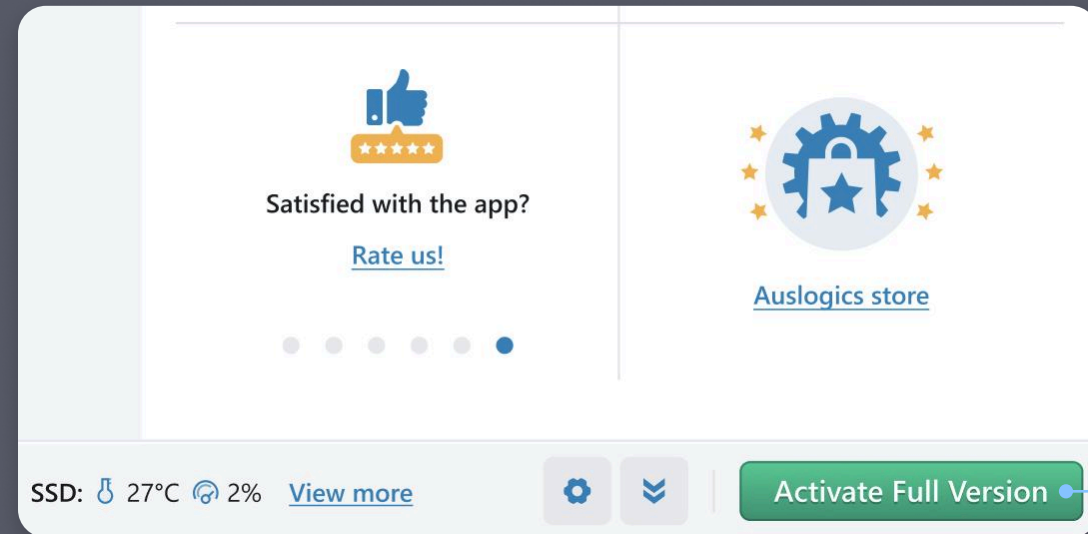 Satisfied with the app?
Rate us!
Auslogics store
SSD: 27°C 2% View more
Activate Full Version